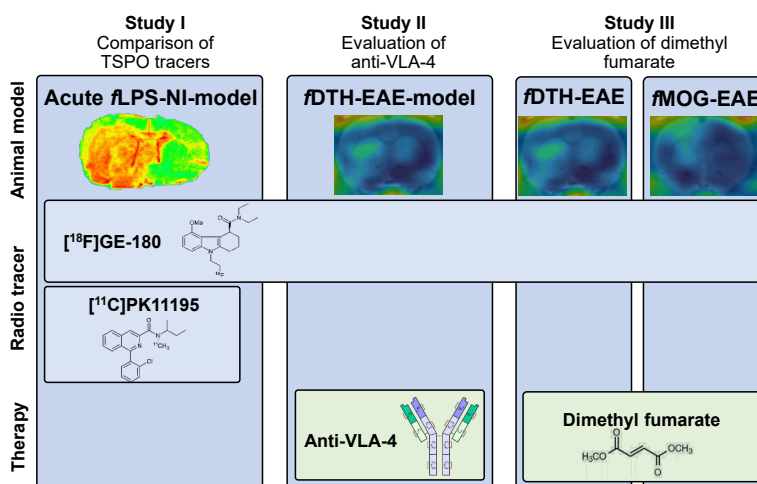 Study I
Comparison of
TSPO tracers
Study II
Evaluation of
anti-VLA-4
Study III
Evaluation of dimethyl
fumarate
Animal model
Acute fLPS-NI-model
fDTH-EAE-model
fDTH-EAE
fMOG-EAE
Radio tracer
[¹⁸F]GE-180
OMe
O
N
N
¹⁸F
[¹¹C]PK11195
O
N
N
¹¹CH₃
Cl
Therapy
Anti-VLA-4
Dimethyl fumarate
O
OCH₃
H₃CO
O